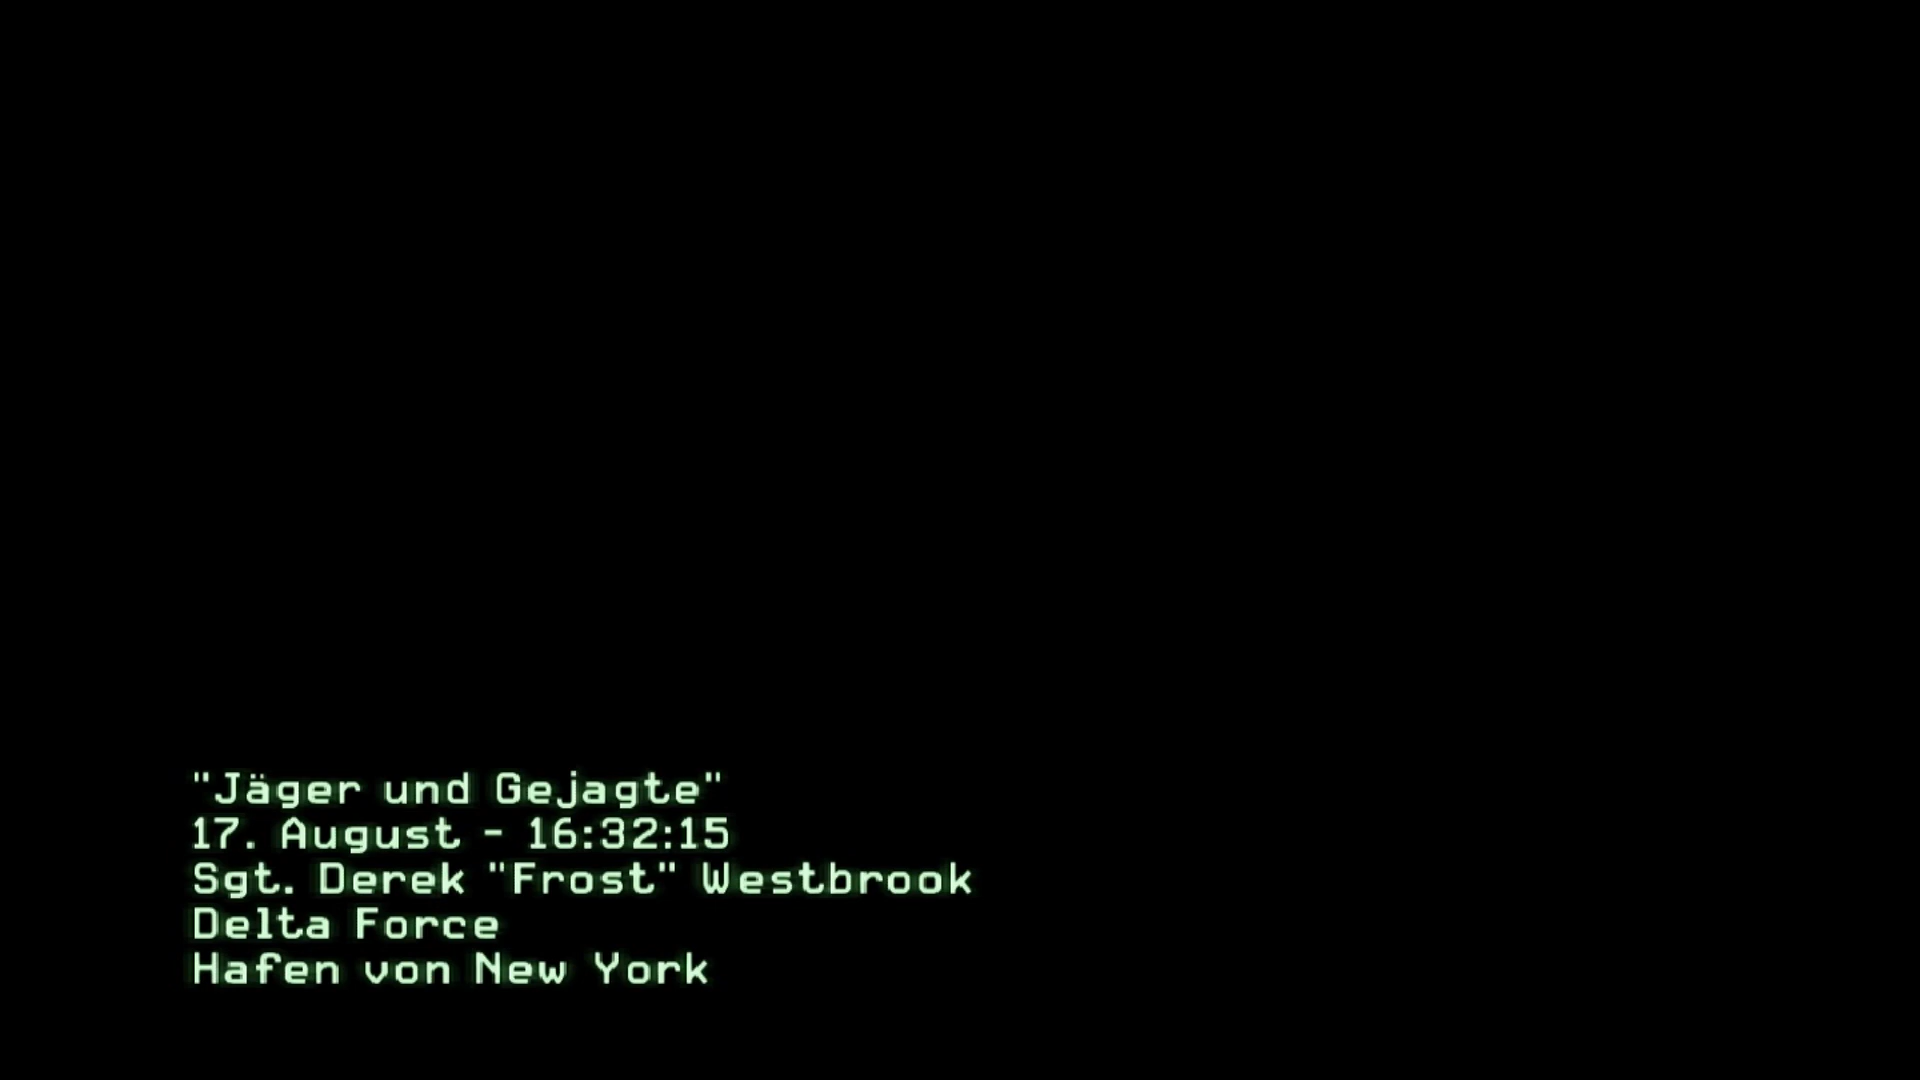 "Jäger und Gejagte"
17. August - 16:32:15
Sgt. Derek "Frost" Westbrook
Delta Force
Hafen von New York